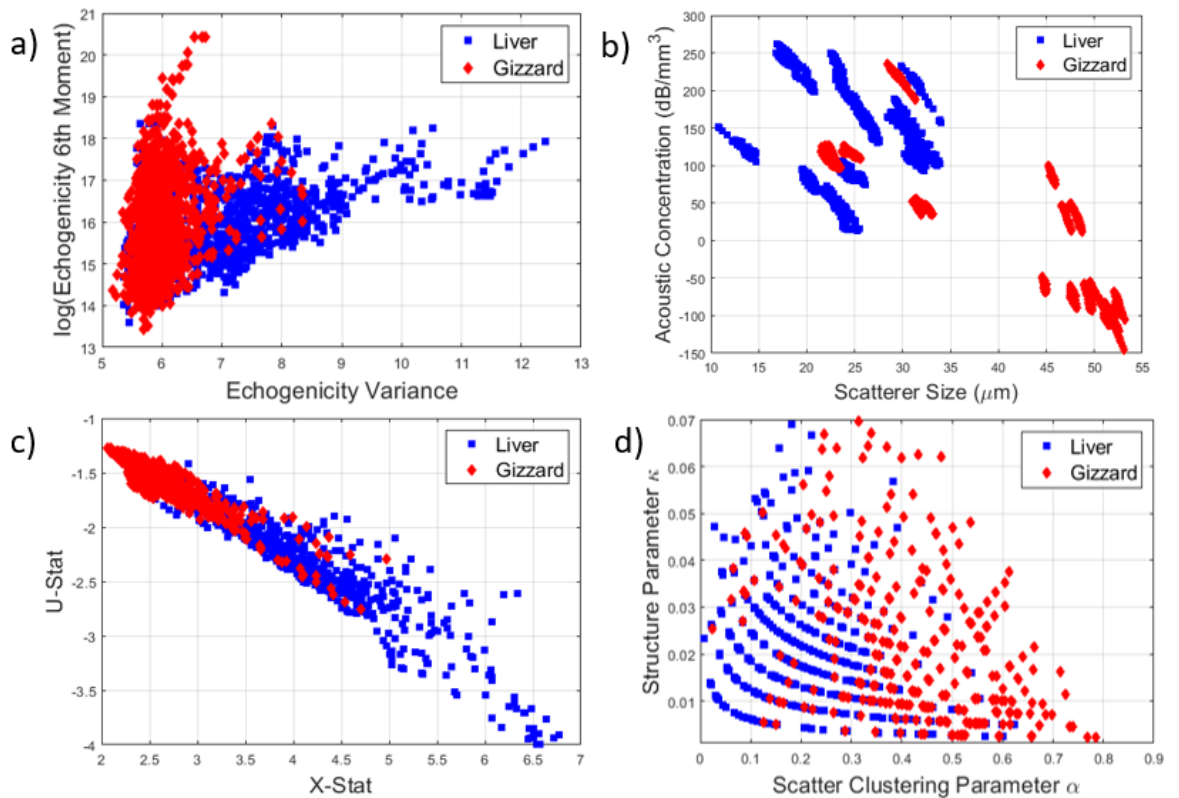 a)
log(Echogenicity 6th Moment)
21
20
19
18
17
16
15
14
13
Liver
Gizzard
5 6 7 8 9 10 11 12 13
Echogenicity Variance
b)
Acoustic Concentration (dB/mm³)
300
250
200
150
100
50
0
-50
-100
-150
Liver
Gizzard
10 15 20 25 30 35 40 45 50 55
Scatterer Size (μm)
c)
U-Stat
-1
-1.5
-2
-2.5
-3
-3.5
-4
Liver
Gizzard
2 2.5 3 3.5 4 4.5 5 5.5 6 6.5 7
X-Stat
d)
Structure Parameter κ
0.07
0.06
0.05
0.04
0.03
0.02
0.01
Liver
Gizzard
0 0.1 0.2 0.3 0.4 0.5 0.6 0.7 0.8 0.9
Scatter Clustering Parameter α